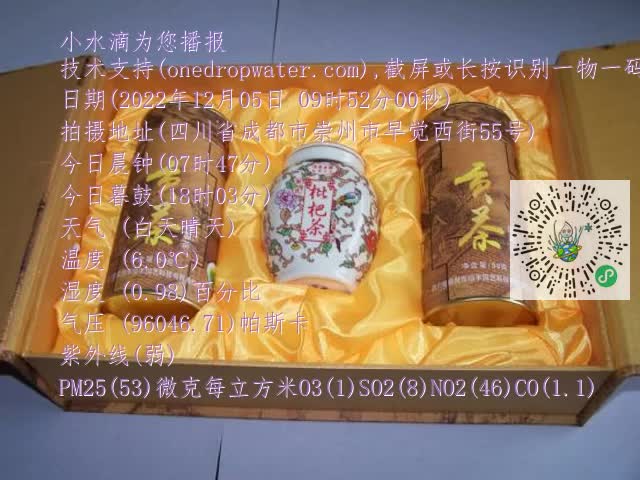 小水滴为您播报
技术支持(onedropwater.com),截屏或长按识别一物一码
日期(2022年12月05日 09时52分00秒)
拍摄地址(四川省成都市崇州市早觉西街55号)
今日晨钟(07时47分)
今日暮鼓(18时03分)
天气 (白天晴天)
温度 (6.0℃)
湿度 (0.98)百分比
气压 (96046.71)帕斯卡
紫外线(弱)
PM25(53)微克每立方米O3(1)SO2(8)NO2(46)CO(1.1)
贡茶
枇杷茶
贡茶